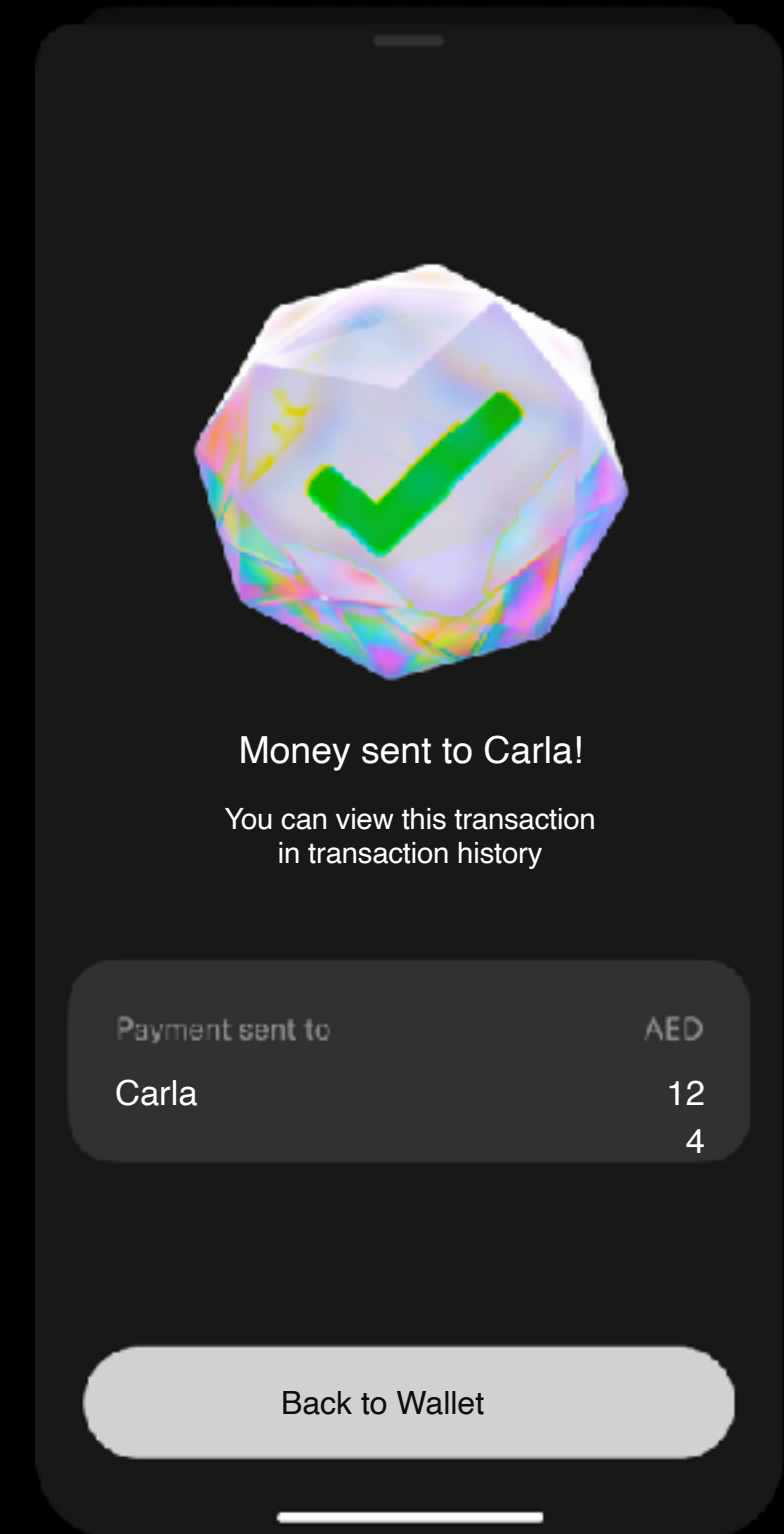 Money sent to Carla!
You can view this transaction
in transaction history
Payment sent to AED
Carla 12
4
Back to Wallet